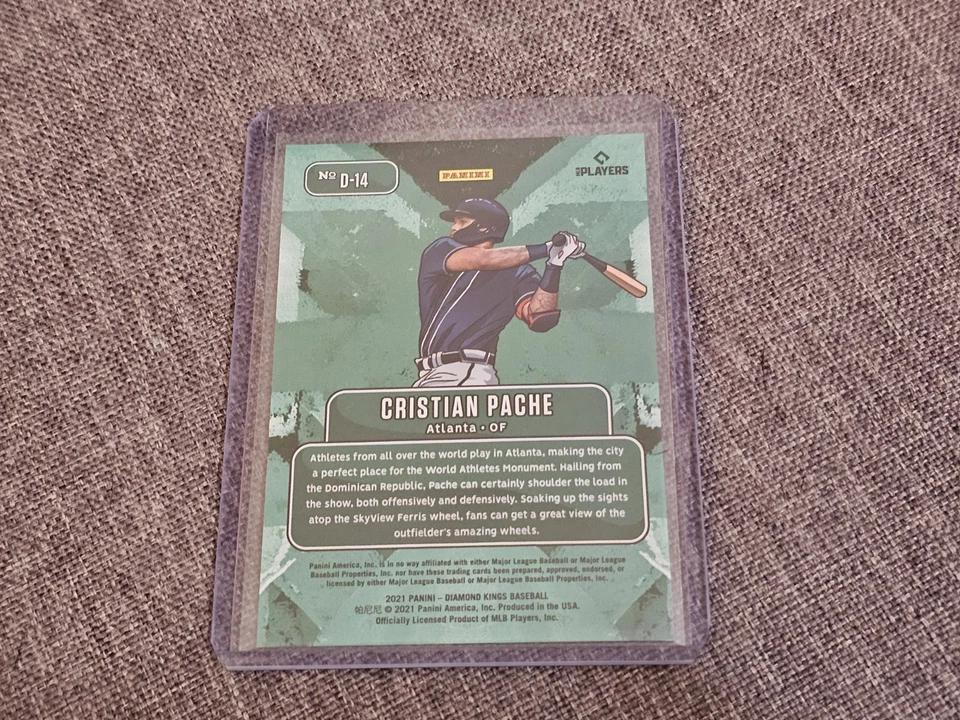 Nº D-14
PANINI
MLB PLAYERS
CRISTIAN PACHE
Atlanta • OF
Athletes from all over the world play in Atlanta, making the city
a perfect place for the World Athletes Monument. Hailing from
the Dominican Republic, Pache can certainly shoulder the load in
the show, both offensively and defensively. Soaking up the sights
atop the SkyView Ferris wheel, fans can get a great view of the
outfielder's amazing wheels.
Panini America, Inc. is in no way affiliated with either Major League Baseball or Major League
Baseball Properties, Inc. nor have these trading cards been prepared, approved, endorsed, or
licensed by either Major League Baseball or Major League Baseball Properties, Inc.
2021 PANINI – DIAMOND KINGS BASEBALL
帕尼尼 © 2021 Panini America, Inc. Produced in the USA.
Officially Licensed Product of MLB Players, Inc.